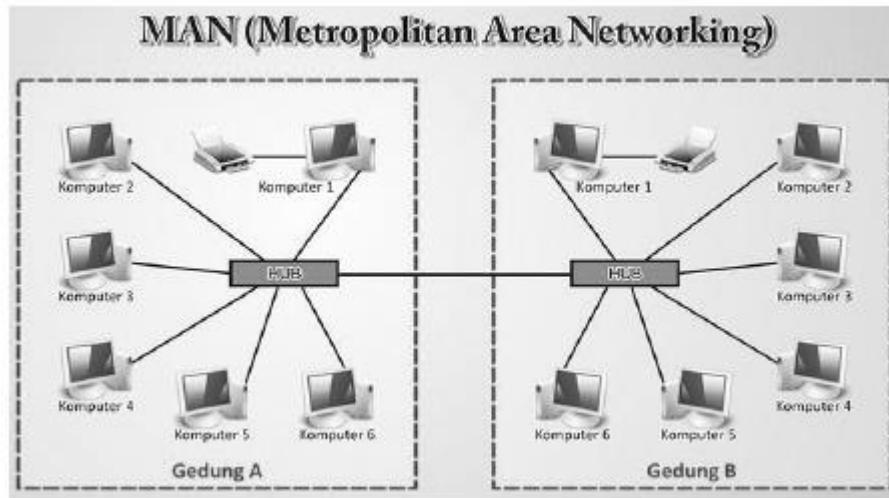 MAN (Metropolitan Area Networking)
Komputer 2
Komputer 1
Komputer 3
HUB
Komputer 4
Komputer 5
Komputer 6
Gedung A
Komputer 1
Komputer 2
HUB
Komputer 3
Komputer 4
Komputer 6
Komputer 5
Gedung B